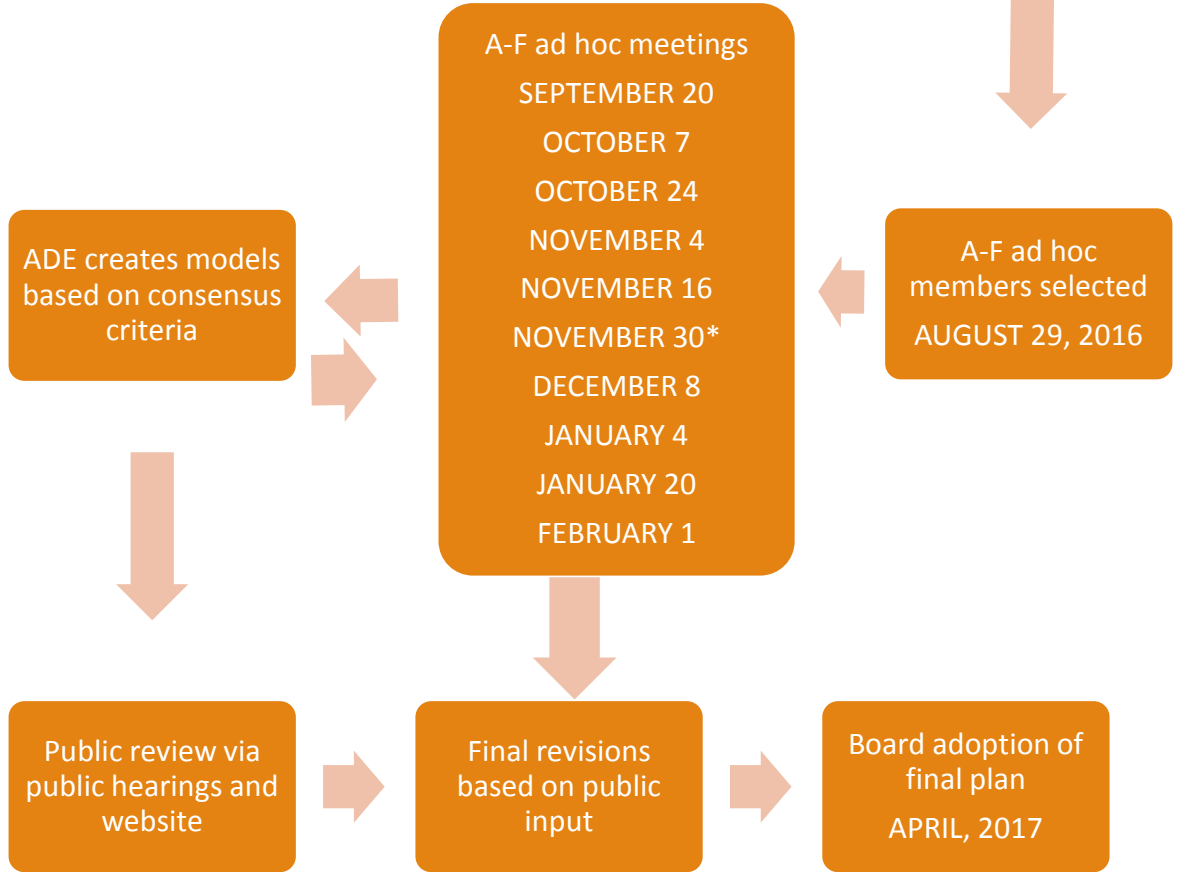 A-F ad hoc meetings
SEPTEMBER 20
OCTOBER 7
OCTOBER 24
NOVEMBER 4
NOVEMBER 16
NOVEMBER 30*
DECEMBER 8
JANUARY 4
JANUARY 20
FEBRUARY 1
ADE creates models
based on consensus
criteria
A-F ad hoc
members selected
AUGUST 29, 2016
Public review via
public hearings and
website
Final revisions
based on public
input
Board adoption of
final plan
APRIL, 2017